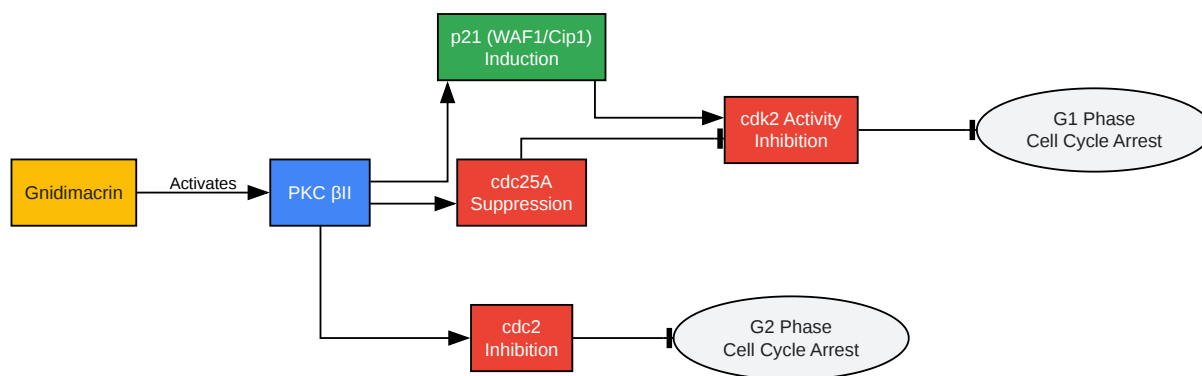 p21 (WAF1/Cip1)
Induction
cdk2 Activity
Inhibition
G1 Phase
Cell Cycle Arrest
Gnidimacrin
Activates
PKC βII
cdc25A
Suppression
cdc2
Inhibition
G2 Phase
Cell Cycle Arrest